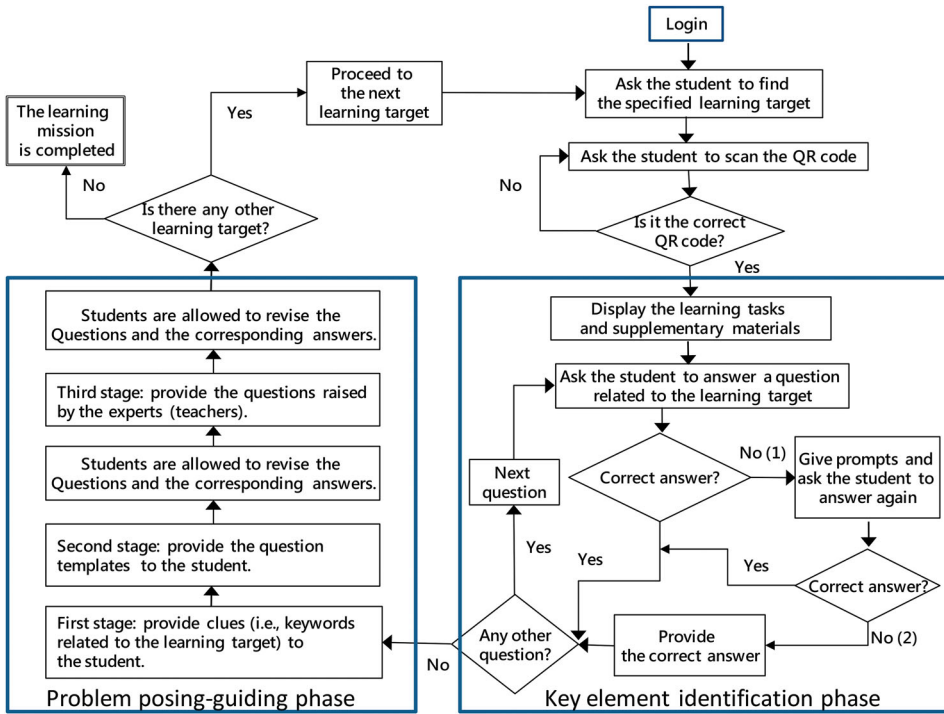 Login
Ask the student to find
the specified learning target
Proceed to
the next
learning target
Yes
The learning
mission
is completed
No
Is there any other
learning target?
Ask the student to scan the QR code
No
Is it the correct
QR code?
Yes
Display the learning tasks
and supplementary materials
Ask the student to answer a question
related to the learning target
Correct answer?
No (1)
Give prompts and
ask the student to
answer again
Correct answer?
Yes
Yes
No (2)
Provide
the correct answer
Any other
question?
Yes
Next
question
No
Key element identification phase
Students are allowed to revise the
Questions and the corresponding answers.
Third stage: provide the questions raised
by the experts (teachers).
Students are allowed to revise the
Questions and the corresponding answers.
Second stage: provide the question
templates to the student.
First stage: provide clues (i.e., keywords
related to the learning target) to
the student.
Problem posing-guiding phase